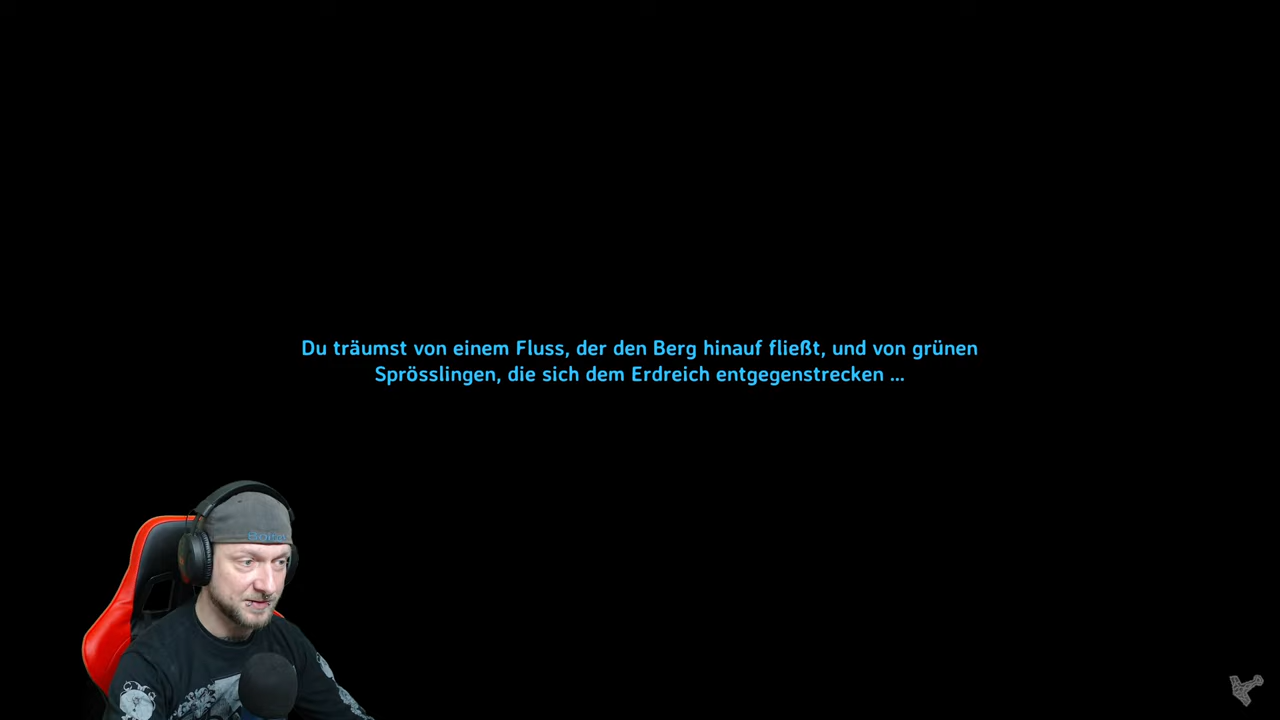 Du träumst von einem Fluss, der den Berg hinauf fließt, und von grünen
Sprösslingen, die sich dem Erdreich entgegenstrecken ...